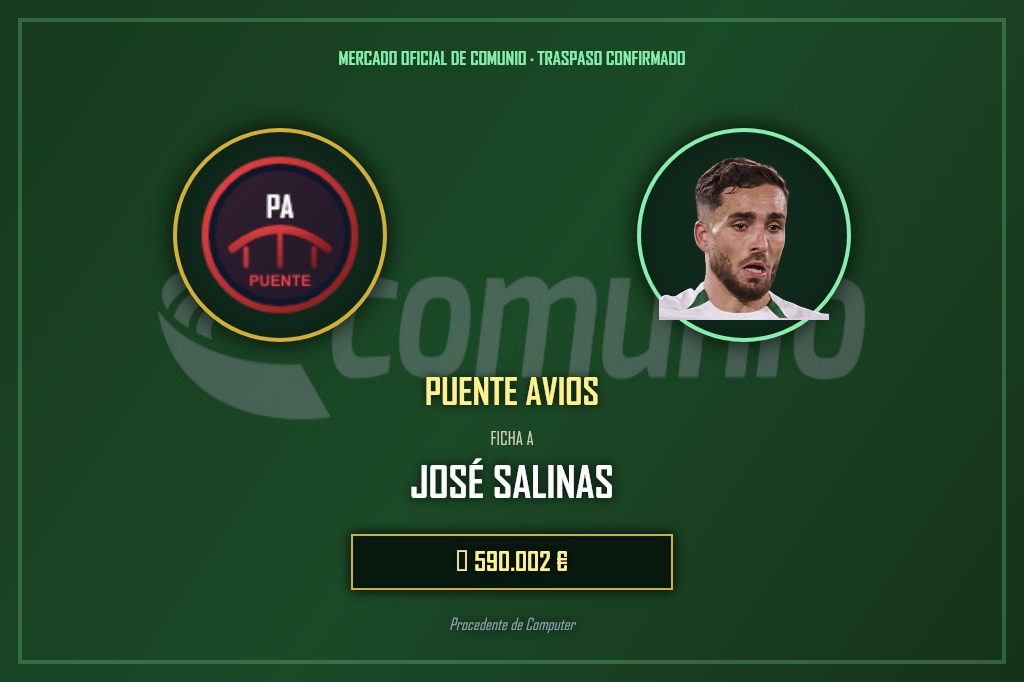 MERCADO OFICIAL DE COMUNIO · TRASPASO CONFIRMADO
PA
PUENTE
comunio
PUENTE AVIOS
FICHA A
JOSÉ SALINAS
590.002 €
Procedente de Computer